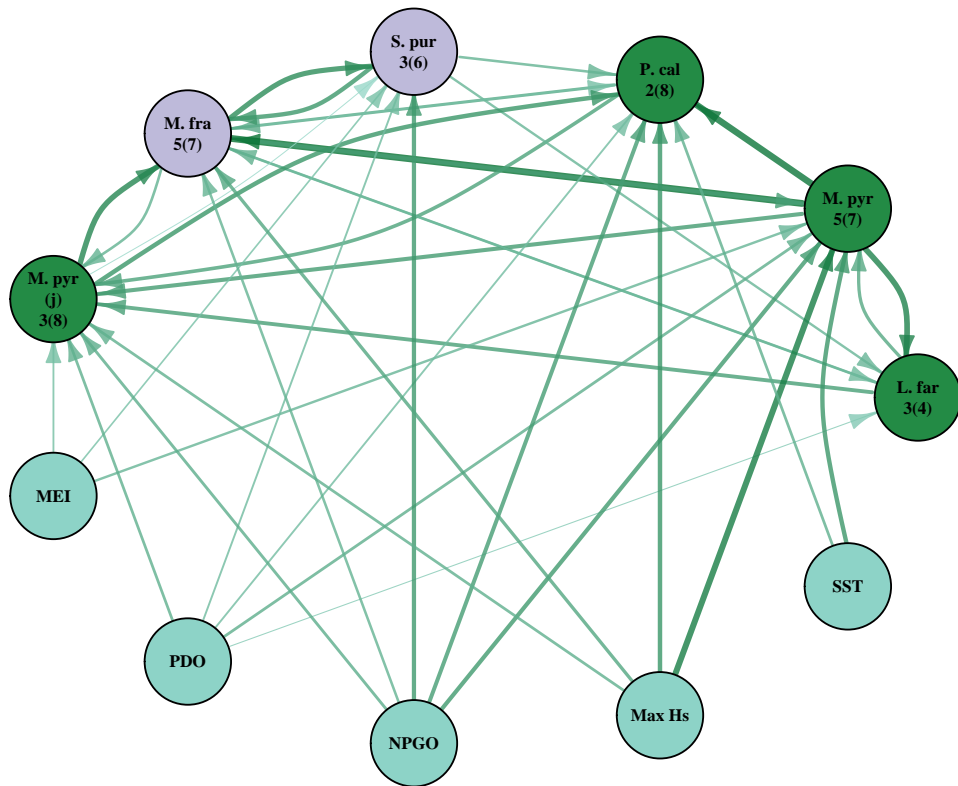 S. pur
3(6)
P. cal
2(8)
M. fra
5(7)
M. pyr
5(7)
M. pyr
(j)
3(8)
L. far
3(4)
MEI
SST
PDO
Max Hs
NPGO